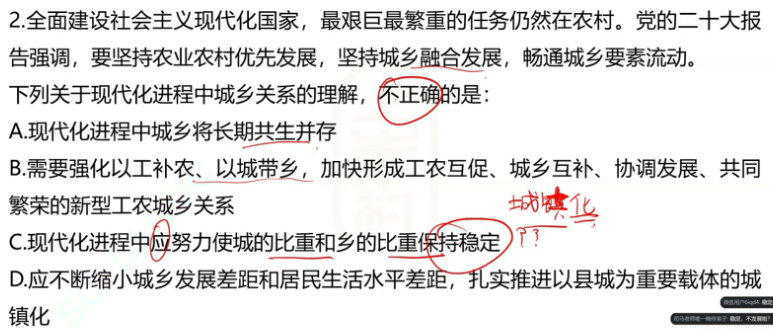 2.全面建设社会主义现代化国家，最艰巨最繁重的任务仍然在农村。党的二十大报
告强调，要坚持农业农村优先发展，坚持城乡融合发展，畅通城乡要素流动。
下列关于现代化进程中城乡关系的理解，不正确的是：
A.现代化进程中城乡将长期共生并存
B.需要强化以工补农、以城带乡，加快形成工农互促、城乡互补、协调发展、共同
繁荣的新型工农城乡关系
城镇化
C.现代化进程中应努力使城的比重和乡的比重保持稳定
??
D.应不断缩小城乡发展差距和居民生活水平差距，扎实推进以县城为重要载体的城
镇化